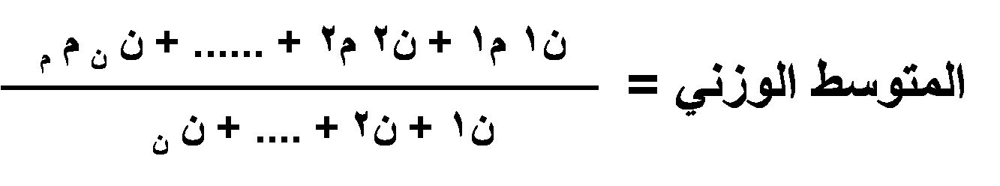 ن١ م١ + ن٢ م٢ + ...... + ن ن م م
المتوسط الوزني =
ن١ + ن٢ + .... + ن ن